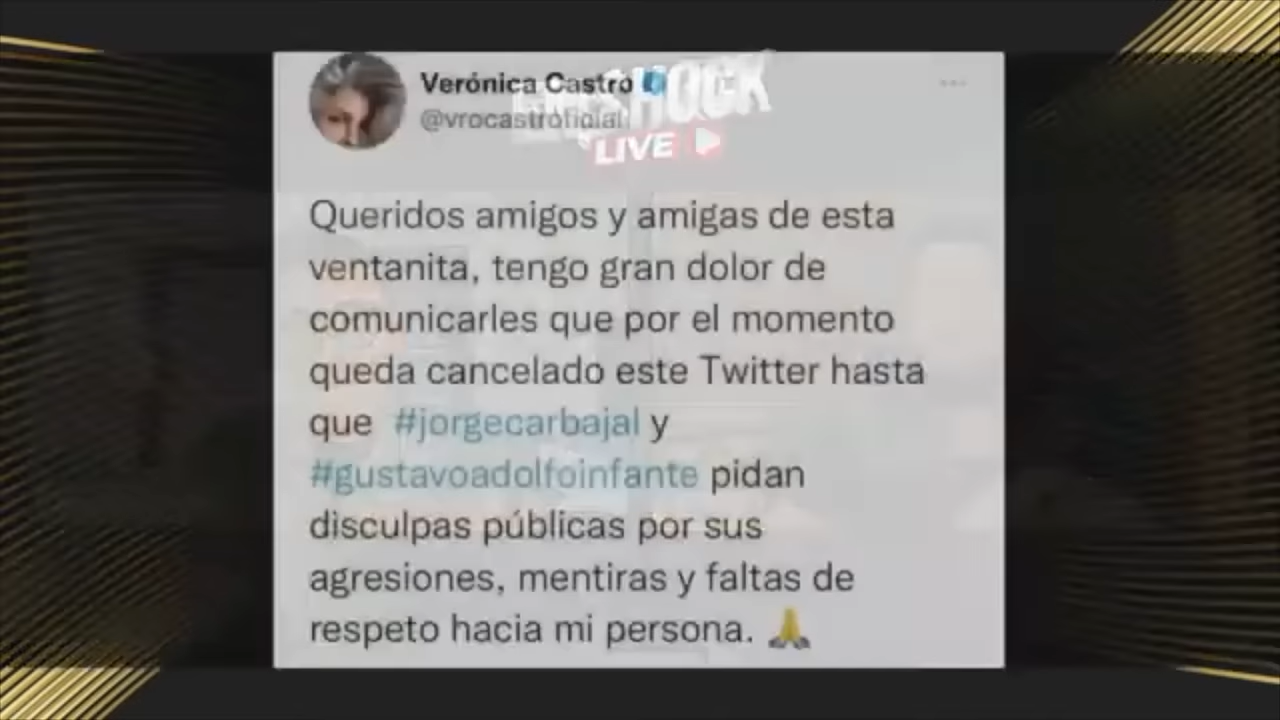 Verónica Castro
@vrocastroficial
LIVE
Queridos amigos y amigas de esta
ventanita, tengo gran dolor de
comunicarles que por el momento
queda cancelado este Twitter hasta
que #jorgecarbajal y
#gustavoadolfoinfante pidan
disculpas públicas por sus
agresiones, mentiras y faltas de
respeto hacia mi persona. 🙏